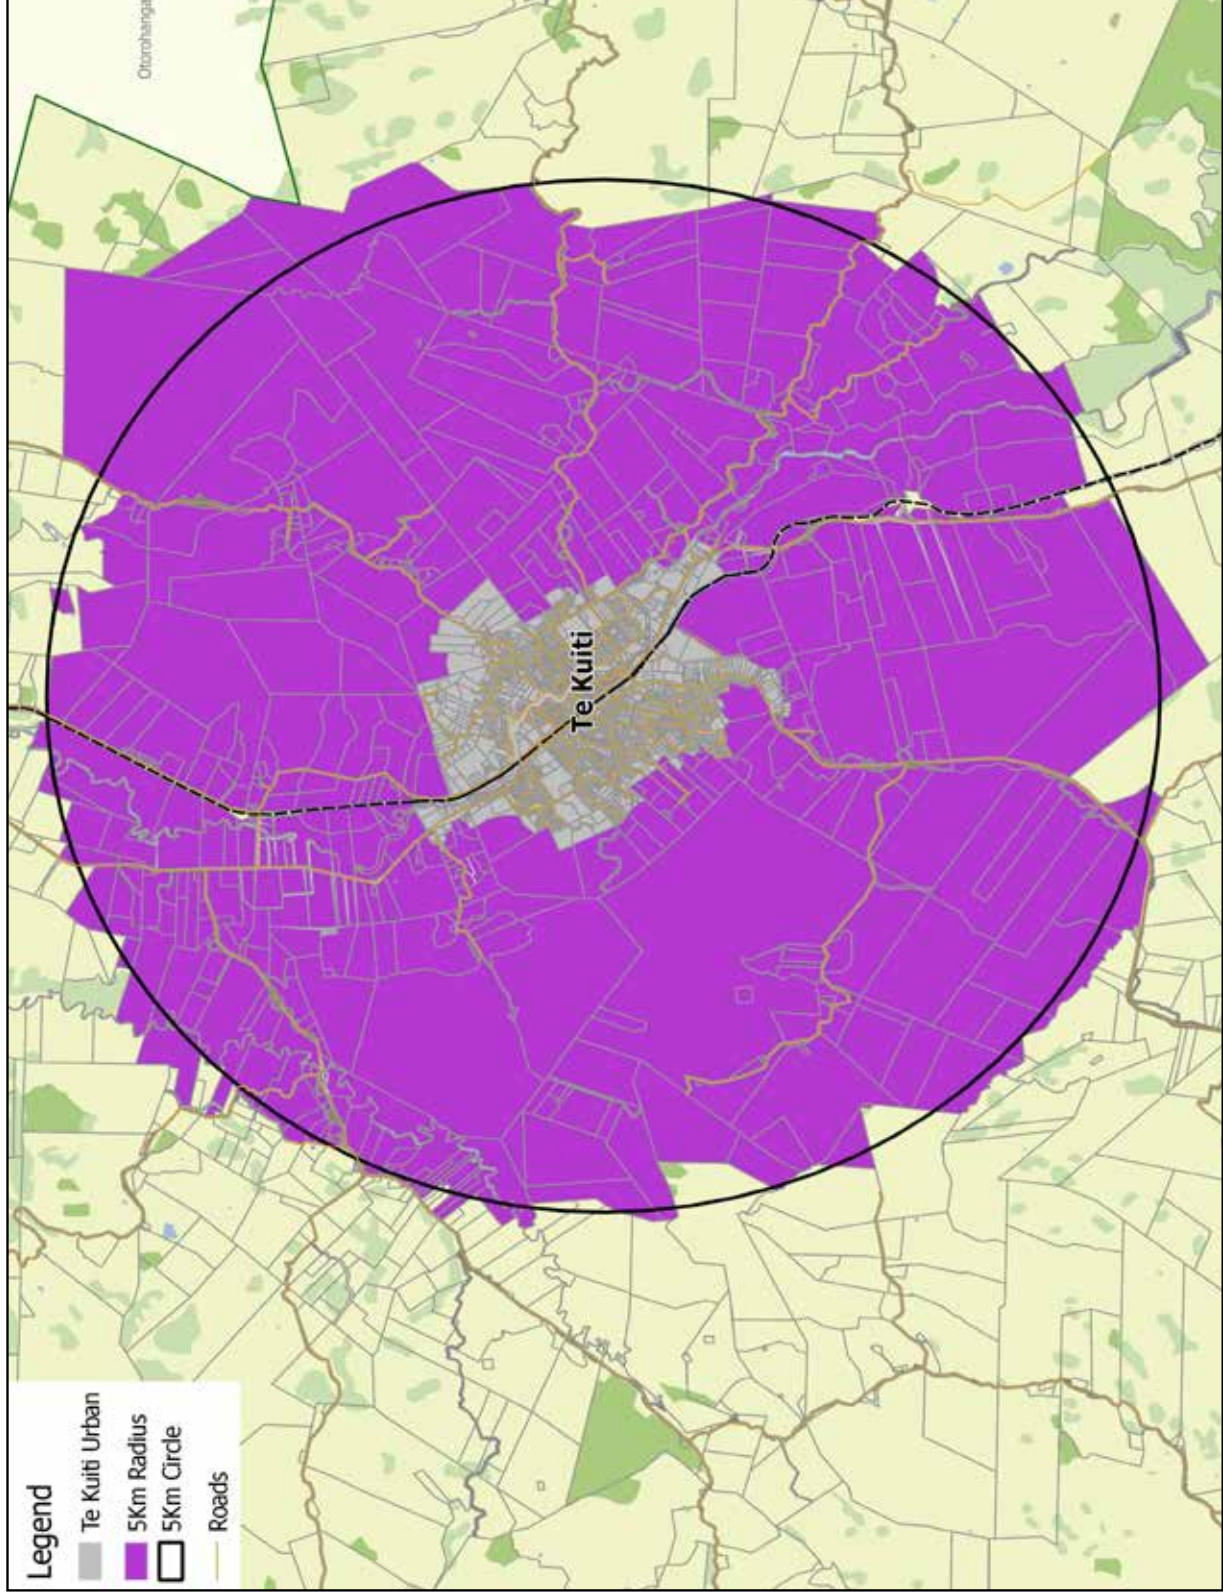 Otorohanga
Te Kuiti
Legend
Te Kuiti Urban
5Km Radius
5Km Circle
Roads